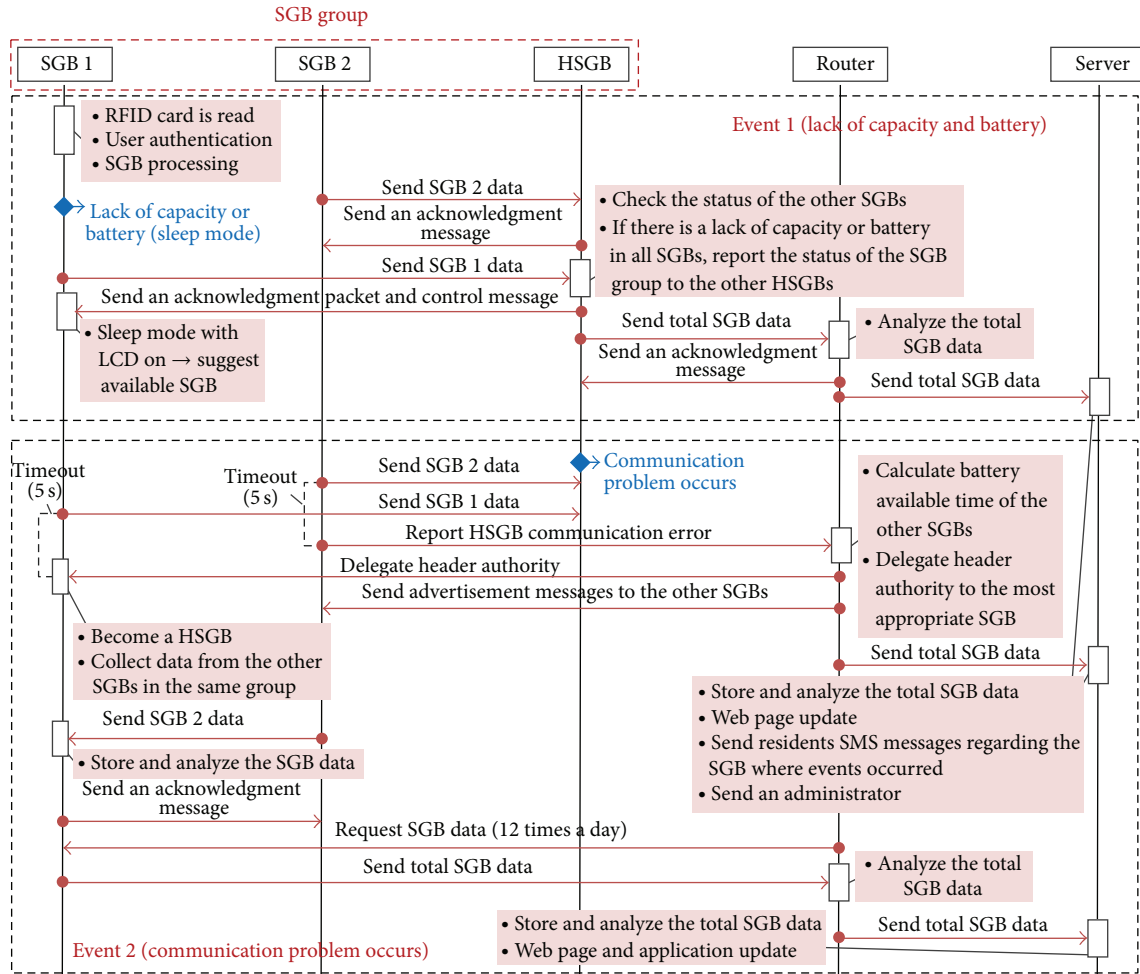 SGB group
SGB 1
SGB 2
HSGB
Router
Server
Event 1 (lack of capacity and battery)
• RFID card is read
• User authentication
• SGB processing
Lack of capacity or
battery (sleep mode)
Send SGB 2 data
Send an acknowledgment
message
• Check the status of the other SGBs
• If there is a lack of capacity or battery
in all SGBs, report the status of the SGB
group to the other HSGBs
Send SGB 1 data
Send an acknowledgment packet and control message
• Sleep mode with
LCD on → suggest
available SGB
Send total SGB data
• Analyze the total
SGB data
Send an acknowledgment
message
Send total SGB data
Timeout
(5 s)
Timeout
(5 s)
Send SGB 2 data
Communication
problem occurs
Send SGB 1 data
Report HSGB communication error
• Calculate battery
available time of the
other SGBs
• Delegate header
authority to the most
appropriate SGB
Delegate header authority
Send advertisement messages to the other SGBs
• Become a HSGB
• Collect data from the other
SGBs in the same group
Send total SGB data
• Store and analyze the total SGB data
• Web page update
• Send residents SMS messages regarding the
SGB where events occurred
• Send an administrator
Send SGB 2 data
• Store and analyze the SGB data
Send an acknowledgment
message
Request SGB data (12 times a day)
Send total SGB data
• Analyze the total
SGB data
• Store and analyze the total SGB data
• Web page and application update
Send total SGB data
Event 2 (communication problem occurs)